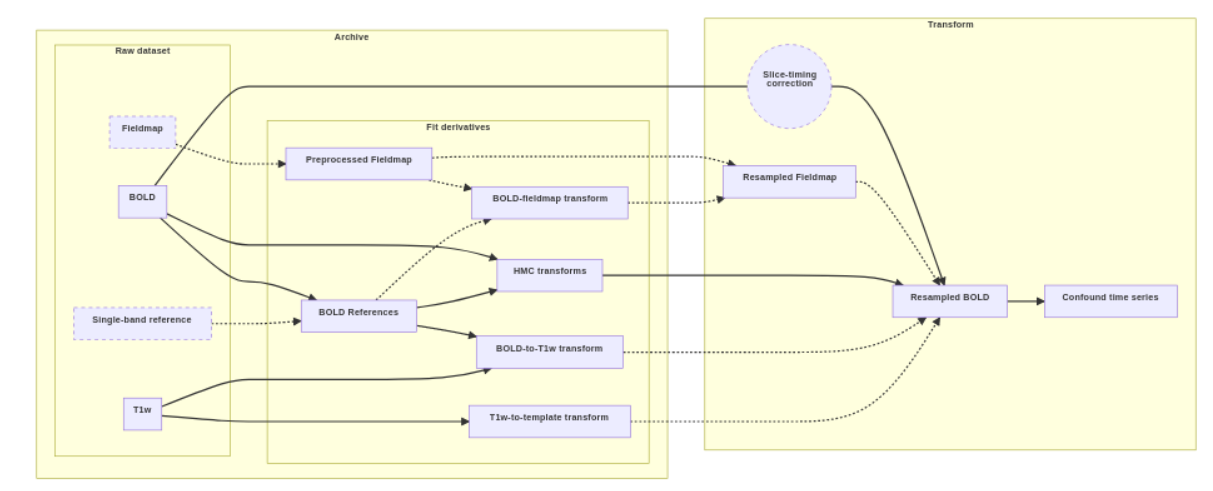 Transform
Archive
Raw dataset
Slice-timing
correction
Fieldmap
Fit derivatives
Preprocessed Fieldmap
Resampled Fieldmap
BOLD
BOLD-fieldmap transform
HMC transforms
Resampled BOLD
Confound time series
BOLD References
Single-band reference
BOLD-to-T1w transform
T1w
T1w-to-template transform